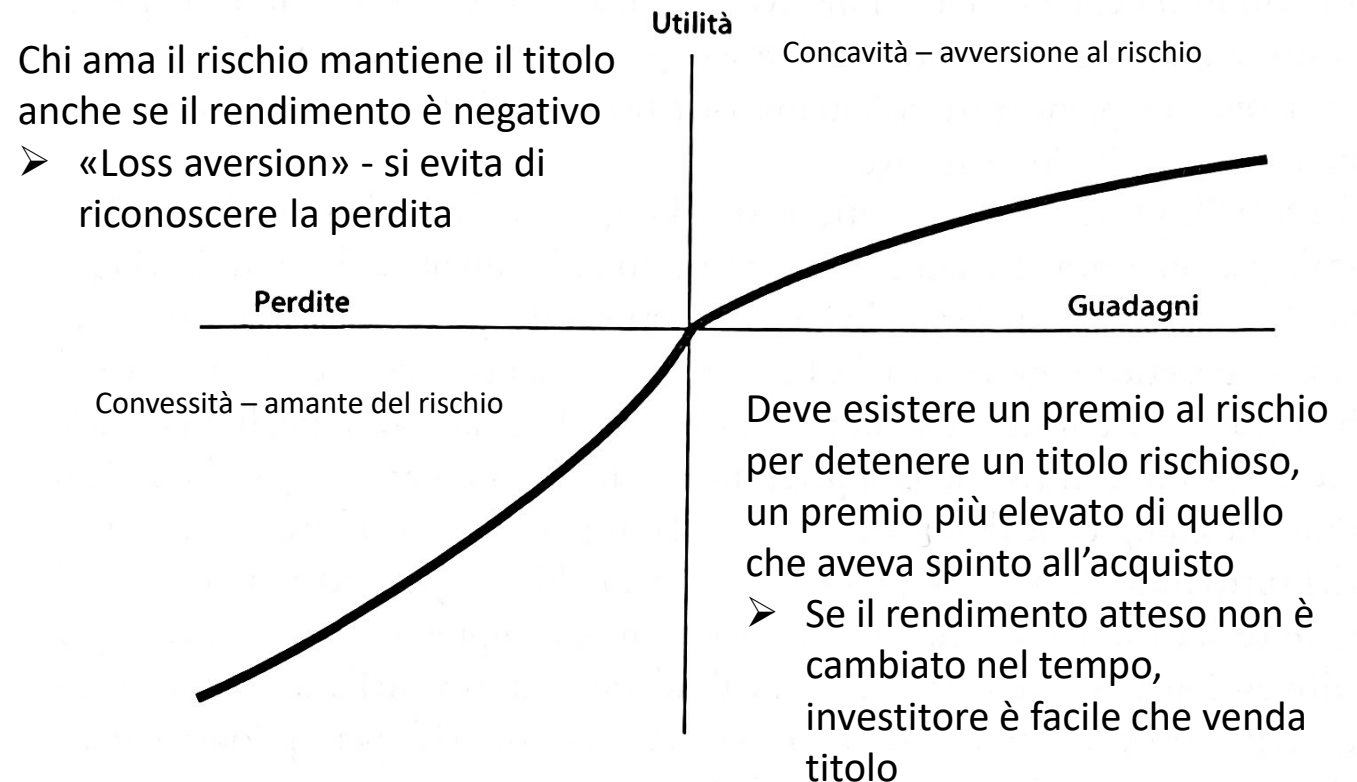 Utilità
Chi ama il rischio mantiene il titolo
anche se il rendimento è negativo
➢ «Loss aversion» - si evita di
riconoscere la perdita
Concavità – avversione al rischio
Perdite
Guadagni
Convessità – amante del rischio
Deve esistere un premio al rischio
per detenere un titolo rischioso,
un premio più elevato di quello
che aveva spinto all’acquisto
➢ Se il rendimento atteso non è
cambiato nel tempo,
investitore è facile che venda
titolo